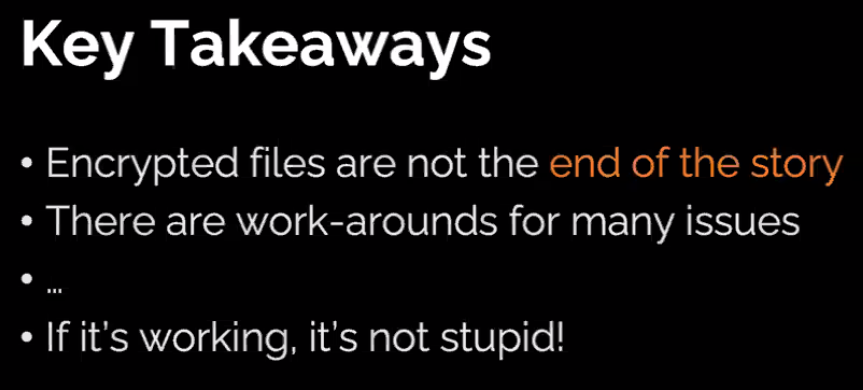 Key Takeaways
• Encrypted files are not the end of the story
• There are work-arounds for many issues
• ...
• If it’s working, it’s not stupid!